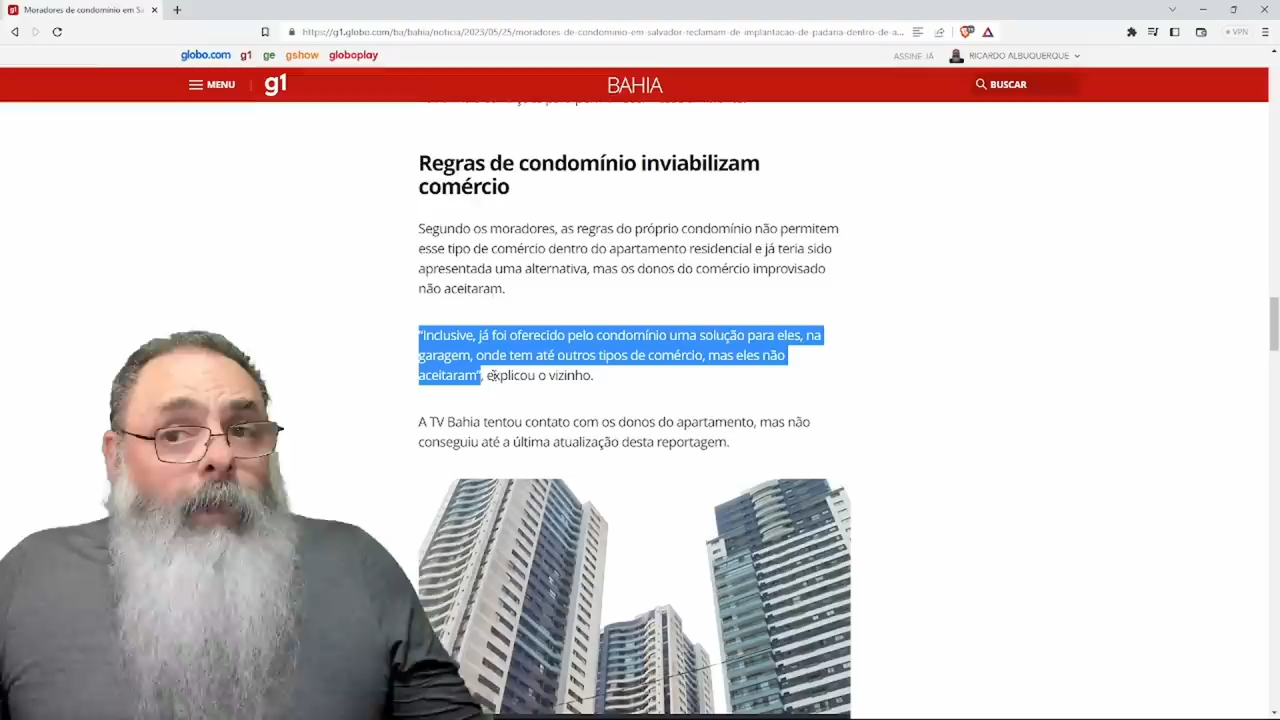 g1 Moradores de condomínio em Sa
https://g1.globo.com/ba/bahia/noticia/2023/05/25/moradores-de-condominio-em-salvador-reclamam-de-implantacao-de-padaria-dentro-de-a...
VPN
globo.com g1 ge gshow globoplay
ASSINE JÁ
RICARDO ALBUQUERQUE
MENU
g1
BAHIA
BUSCAR
Regras de condomínio inviabilizam
comércio
Segundo os moradores, as regras do próprio condomínio não permitem
esse tipo de comércio dentro do apartamento residencial e já teria sido
apresentada uma alternativa, mas os donos do comércio improvisado
não aceitaram.
"Inclusive, já foi oferecido pelo condomínio uma solução para eles, na
garagem, onde tem até outros tipos de comércio, mas eles não
aceitaram", explicou o vizinho.
A TV Bahia tentou contato com os donos do apartamento, mas não
conseguiu até a última atualização desta reportagem.